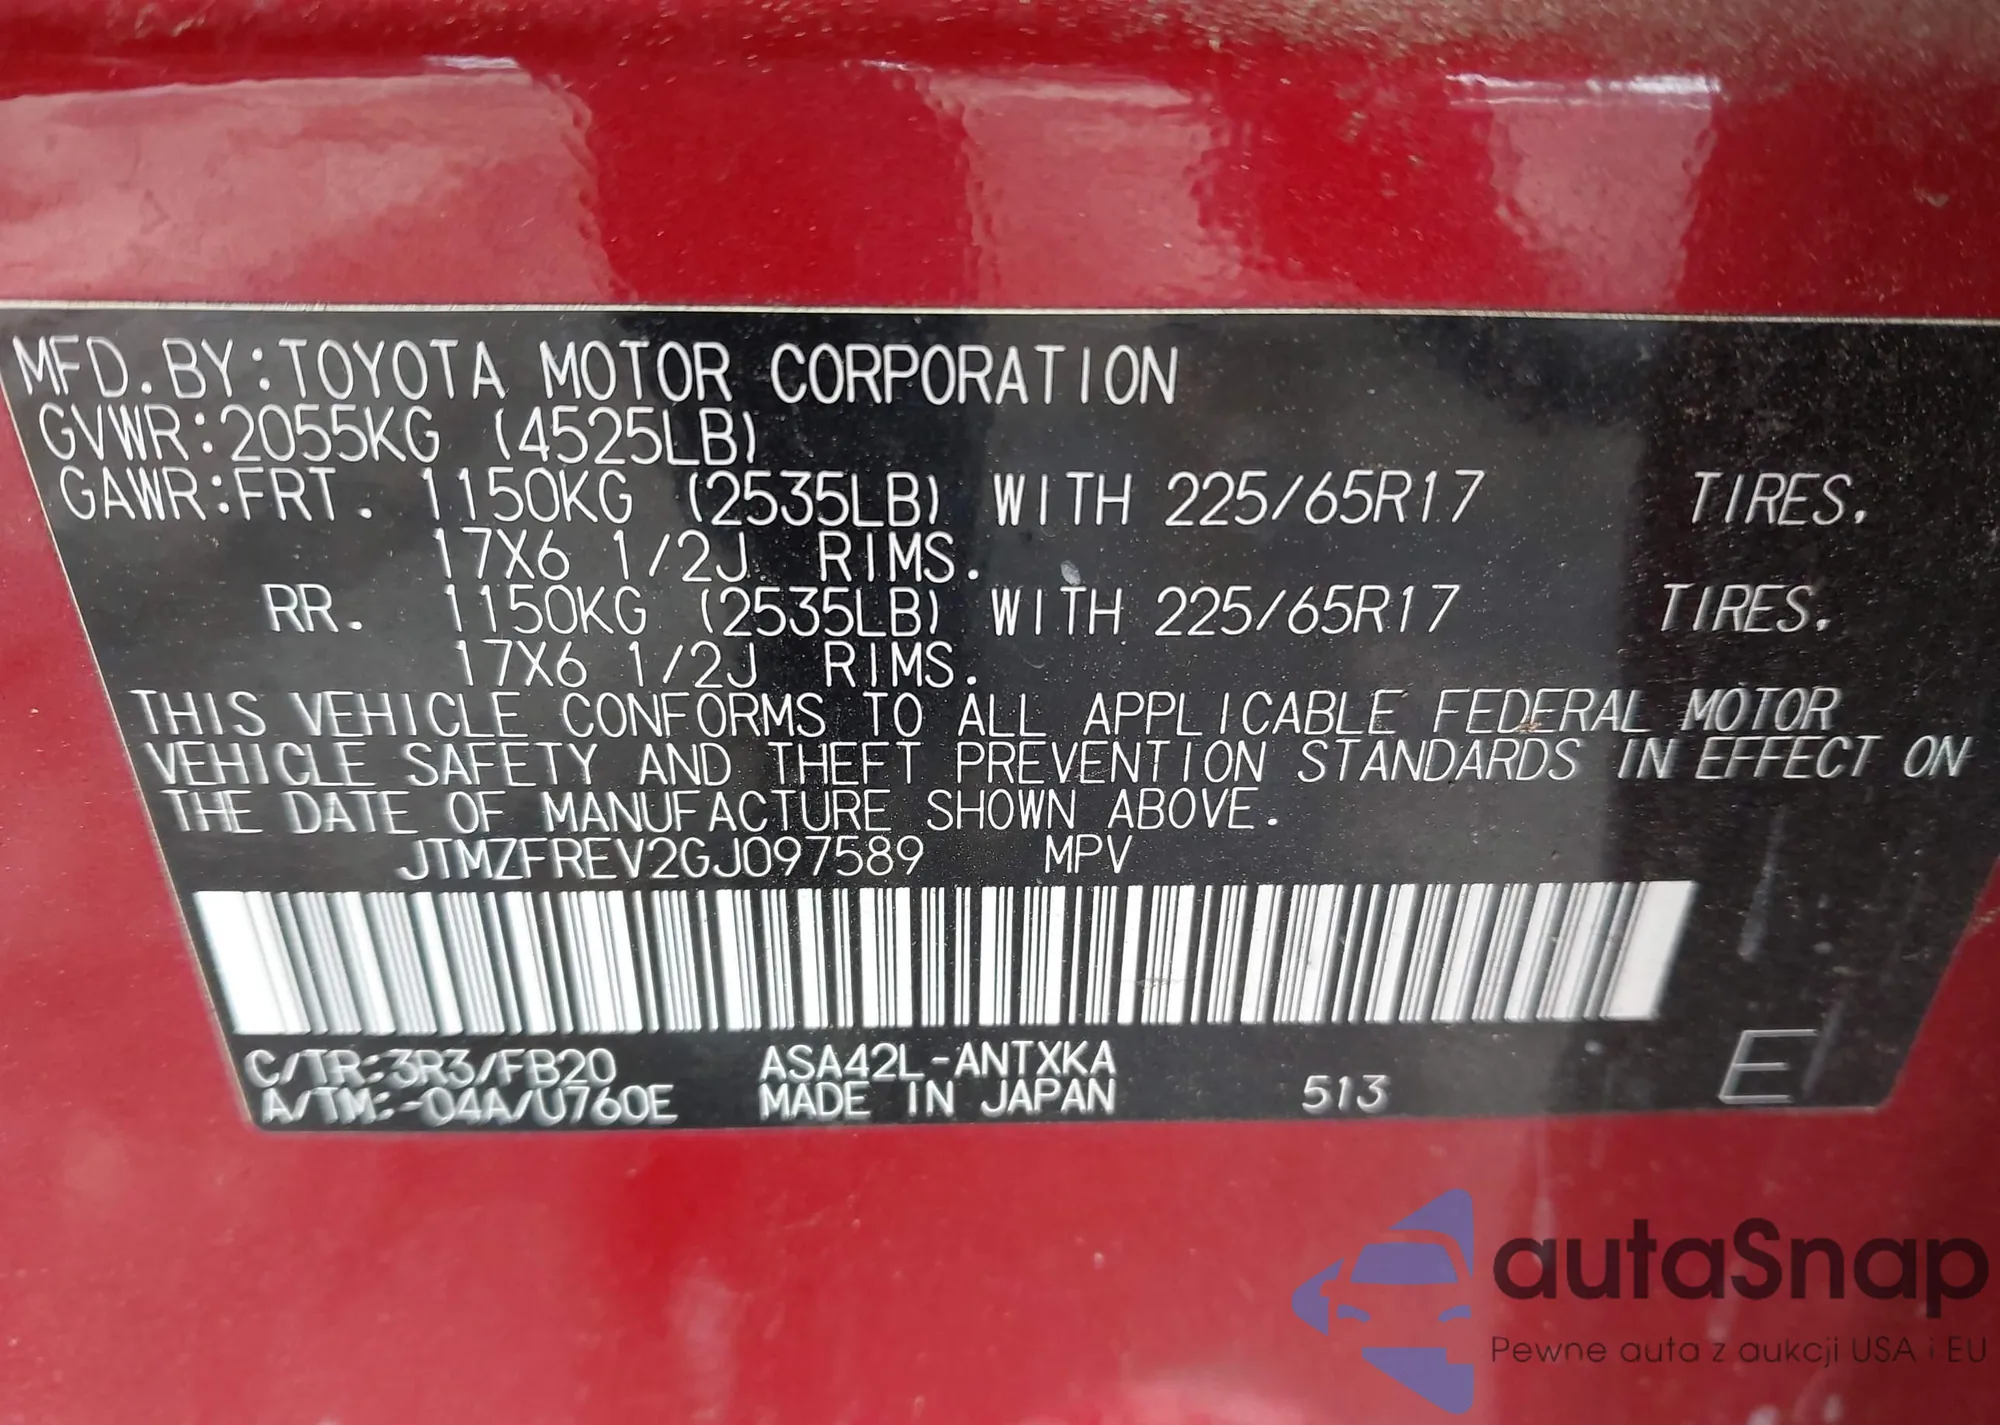 MFD.BY:TOYOTA MOTOR CORPORATION
GVWR:2055KG (4525LB)
GAWR:FRT. 1150KG (2535LB) WITH 225/65R17 TIRES,
17X6 1/2J RIMS.
RR. 1150KG (2535LB) WITH 225/65R17 TIRES,
17X6 1/2J RIMS.
THIS VEHICLE CONFORMS TO ALL APPLICABLE FEDERAL MOTOR
VEHICLE SAFETY AND THEFT PREVENTION STANDARDS IN EFFECT ON
THE DATE OF MANUFACTURE SHOWN ABOVE.
JTMZFREV2GJ097589 MPV
C/TR:3R3/FB20 ASA42L-ANTXKA
A/TM:-04A/U760E MADE IN JAPAN 513 E
autaSnap
Pewne auta z aukcji USA i EU